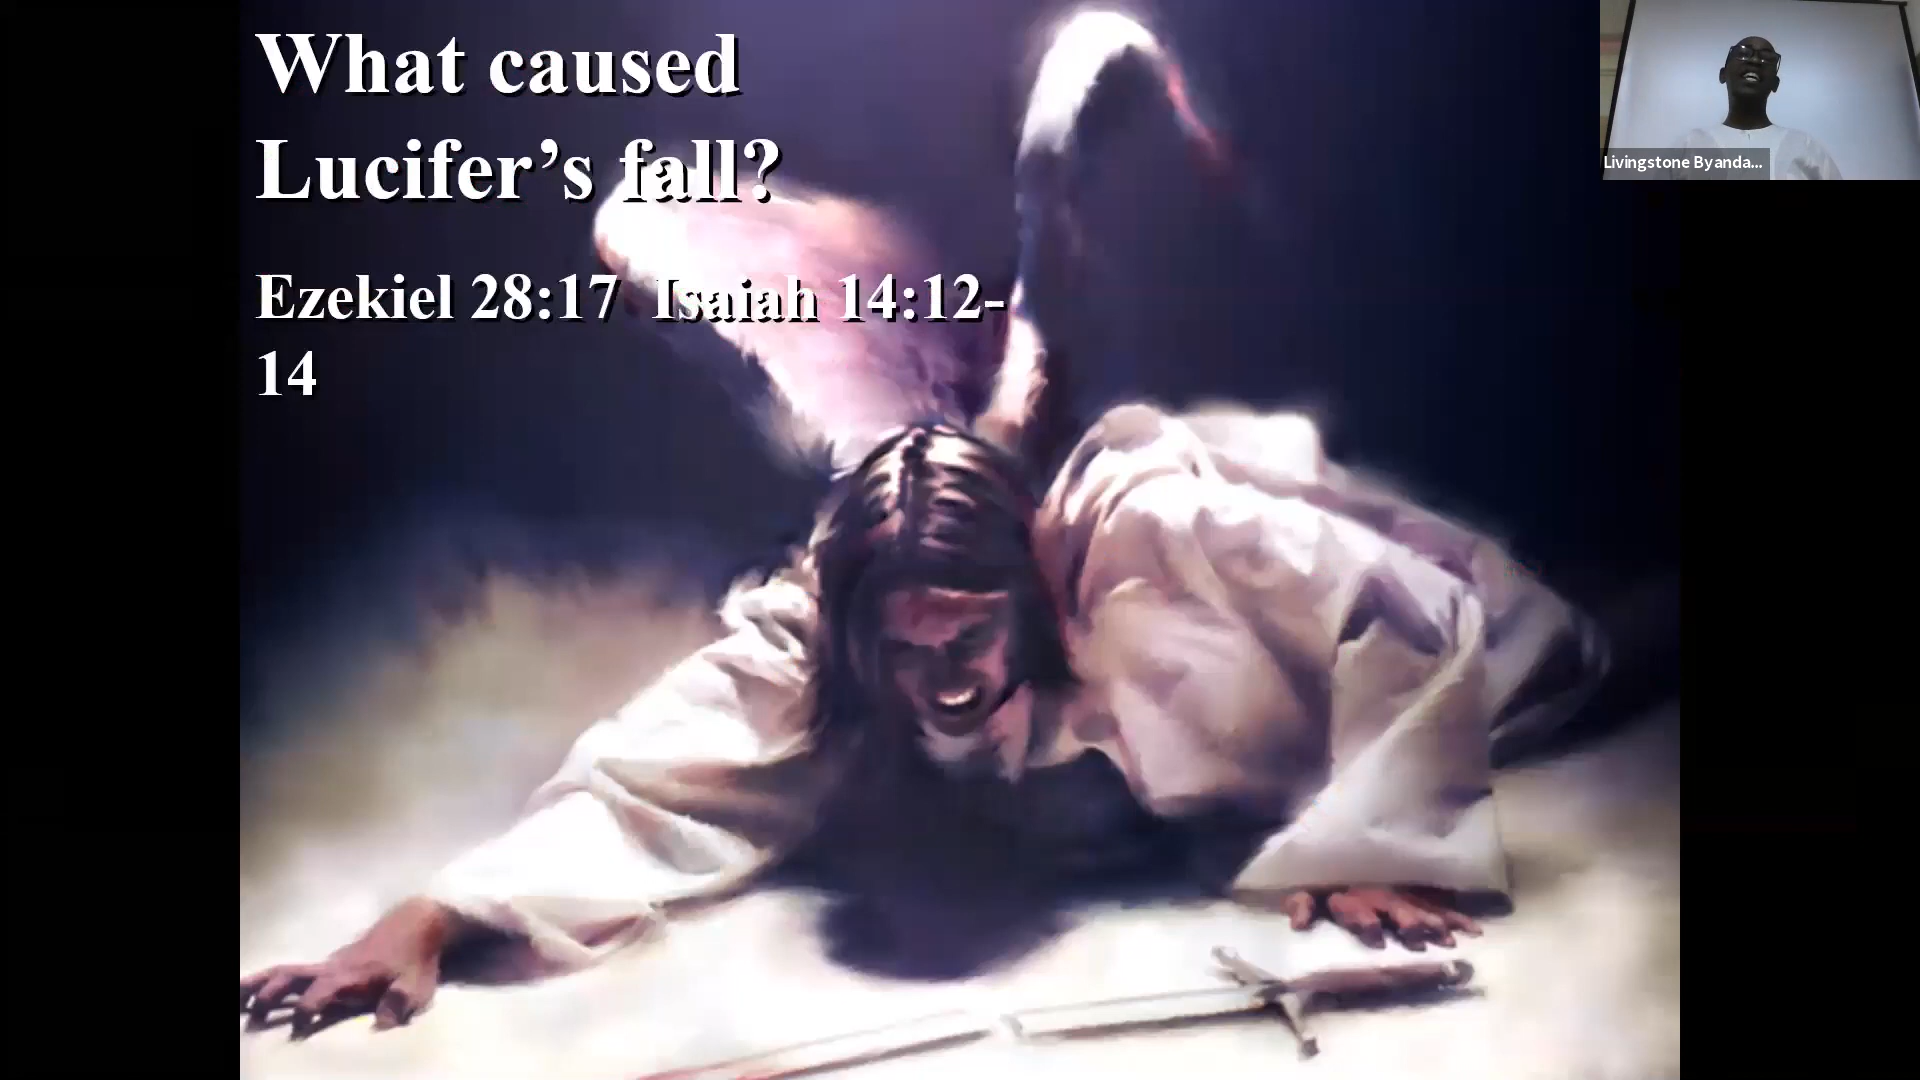 What caused
Lucifer’s fall?
Ezekiel 28:17  Isaiah 14:12-
14
Livingstone Byanda...